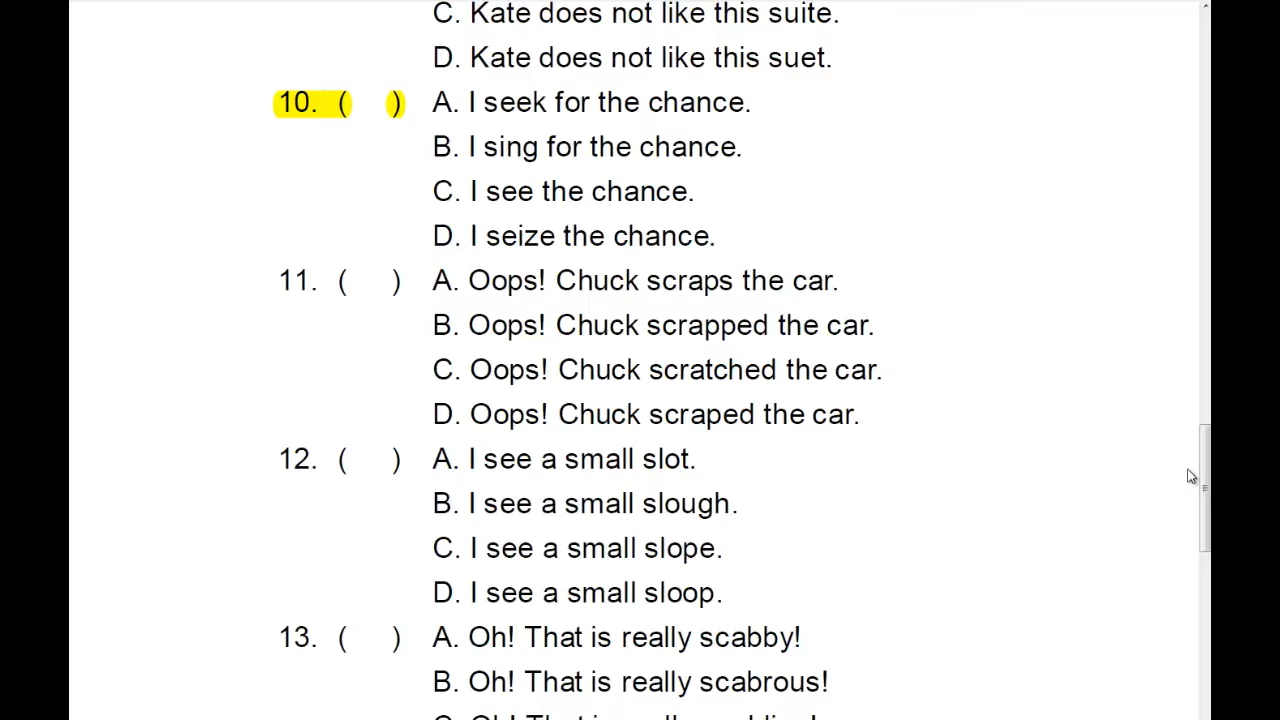 C. Kate does not like this suite.
D. Kate does not like this suet.
10. ( ) A. I seek for the chance.
B. I sing for the chance.
C. I see the chance.
D. I seize the chance.
11. ( ) A. Oops! Chuck scraps the car.
B. Oops! Chuck scrapped the car.
C. Oops! Chuck scratched the car.
D. Oops! Chuck scraped the car.
12. ( ) A. I see a small slot.
B. I see a small slough.
C. I see a small slope.
D. I see a small sloop.
13. ( ) A. Oh! That is really scabby!
B. Oh! That is really scabrous!